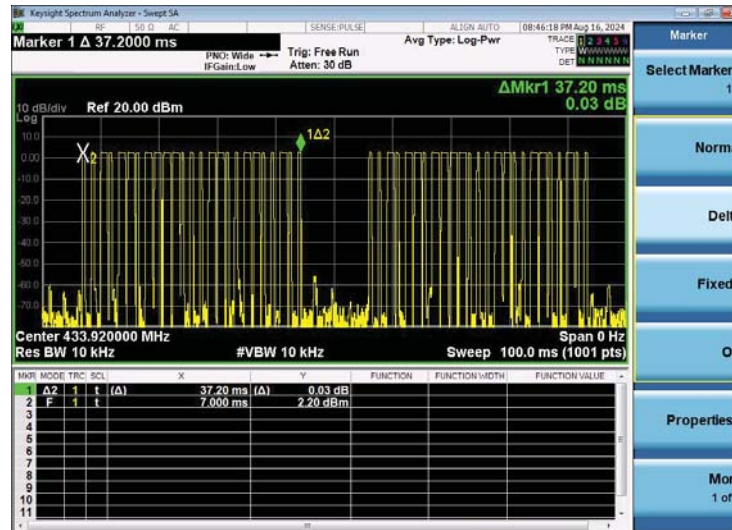 Keysight Spectrum Analyzer - Swept SA
RF 50 Ω AC SENSE:PULSE ALIGN AUTO 08:46:18 PM Aug 16, 2024
Marker 1 Δ 37.2000 ms
PNO: Wide
IFGain:Low
Trig: Free Run
Atten: 30 dB
Avg Type: Log-Pwr
TRACE 1 2 3 4 5 6
TYPE W
DET N N N N N N
ΔMkr1 37.20 ms
0.03 dB
10 dB/div Ref 20.00 dBm
Log
10.0
0.00
-10.0
-20.0
-30.0
-40.0
-50.0
-60.0
-70.0
X2
1Δ2
Center 433.920000 MHz Span 0 Hz
Res BW 10 kHz #VBW 10 kHz Sweep 100.0 ms (1001 pts)
MKR MODE TRC SCL X Y FUNCTION FUNCTION WIDTH FUNCTION VALUE
1 Δ2 1 t (Δ) 37.20 ms (Δ) 0.03 dB
2 F 1 t 7.000 ms 2.20 dBm
3
4
5
6
7
8
9
10
11
Marker
Select Marker
1
Norm
Delt
Fixed
O
Properties
Mor
1 of